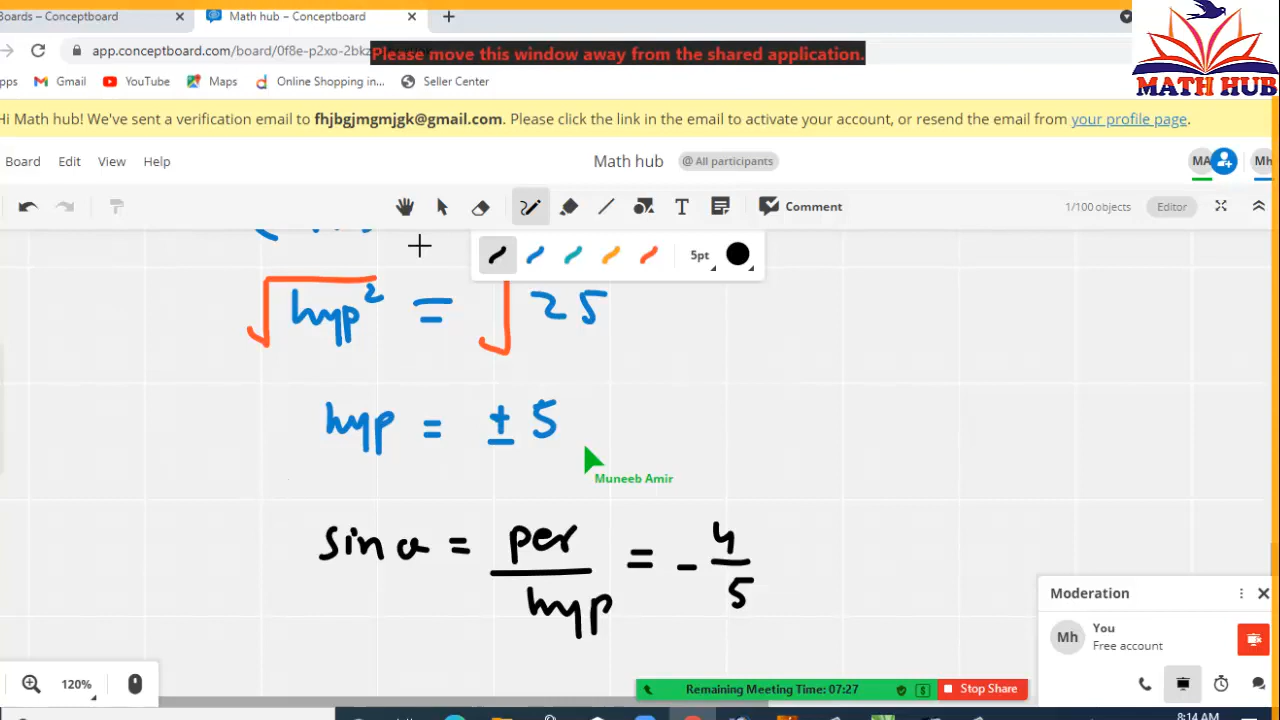 Boards – Conceptboard × Math hub – Conceptboard × +
app.conceptboard.com/board/0f8e-p2xo-2bkz
Please move this window away from the shared application.
MATH HUB
pps Gmail YouTube Maps Online Shopping in... Seller Center
Hi Math hub! We've sent a verification email to fhjbgjmgmjgk@gmail.com. Please click the link in the email to activate your account, or resend the email from your profile page.
Board Edit View Help Math hub @ All participants MA Mh
T Comment 1/100 objects Editor
5pt
√hyp² = √25
hyp = ± 5
Muneeb Amir
sin α = per/hyp = - 4/5
Moderation
Mh You
Free account
120%
Remaining Meeting Time: 07:27 Stop Share
8:14 AM